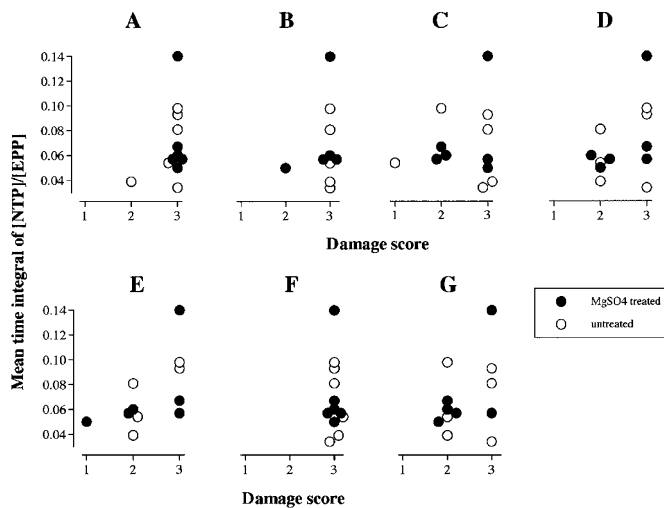 A B C D
0.14
0.12
0.10
0.08
0.06
0.04
1 2 3 1 2 3 1 2 3 1 2 3
Damage score
Mean time integral of [NTP]/[EPP]
E F G
MgSO4 treated
untreated
0.14
0.12
0.10
0.08
0.06
0.04
1 2 3 1 2 3 1 2 3
Damage score